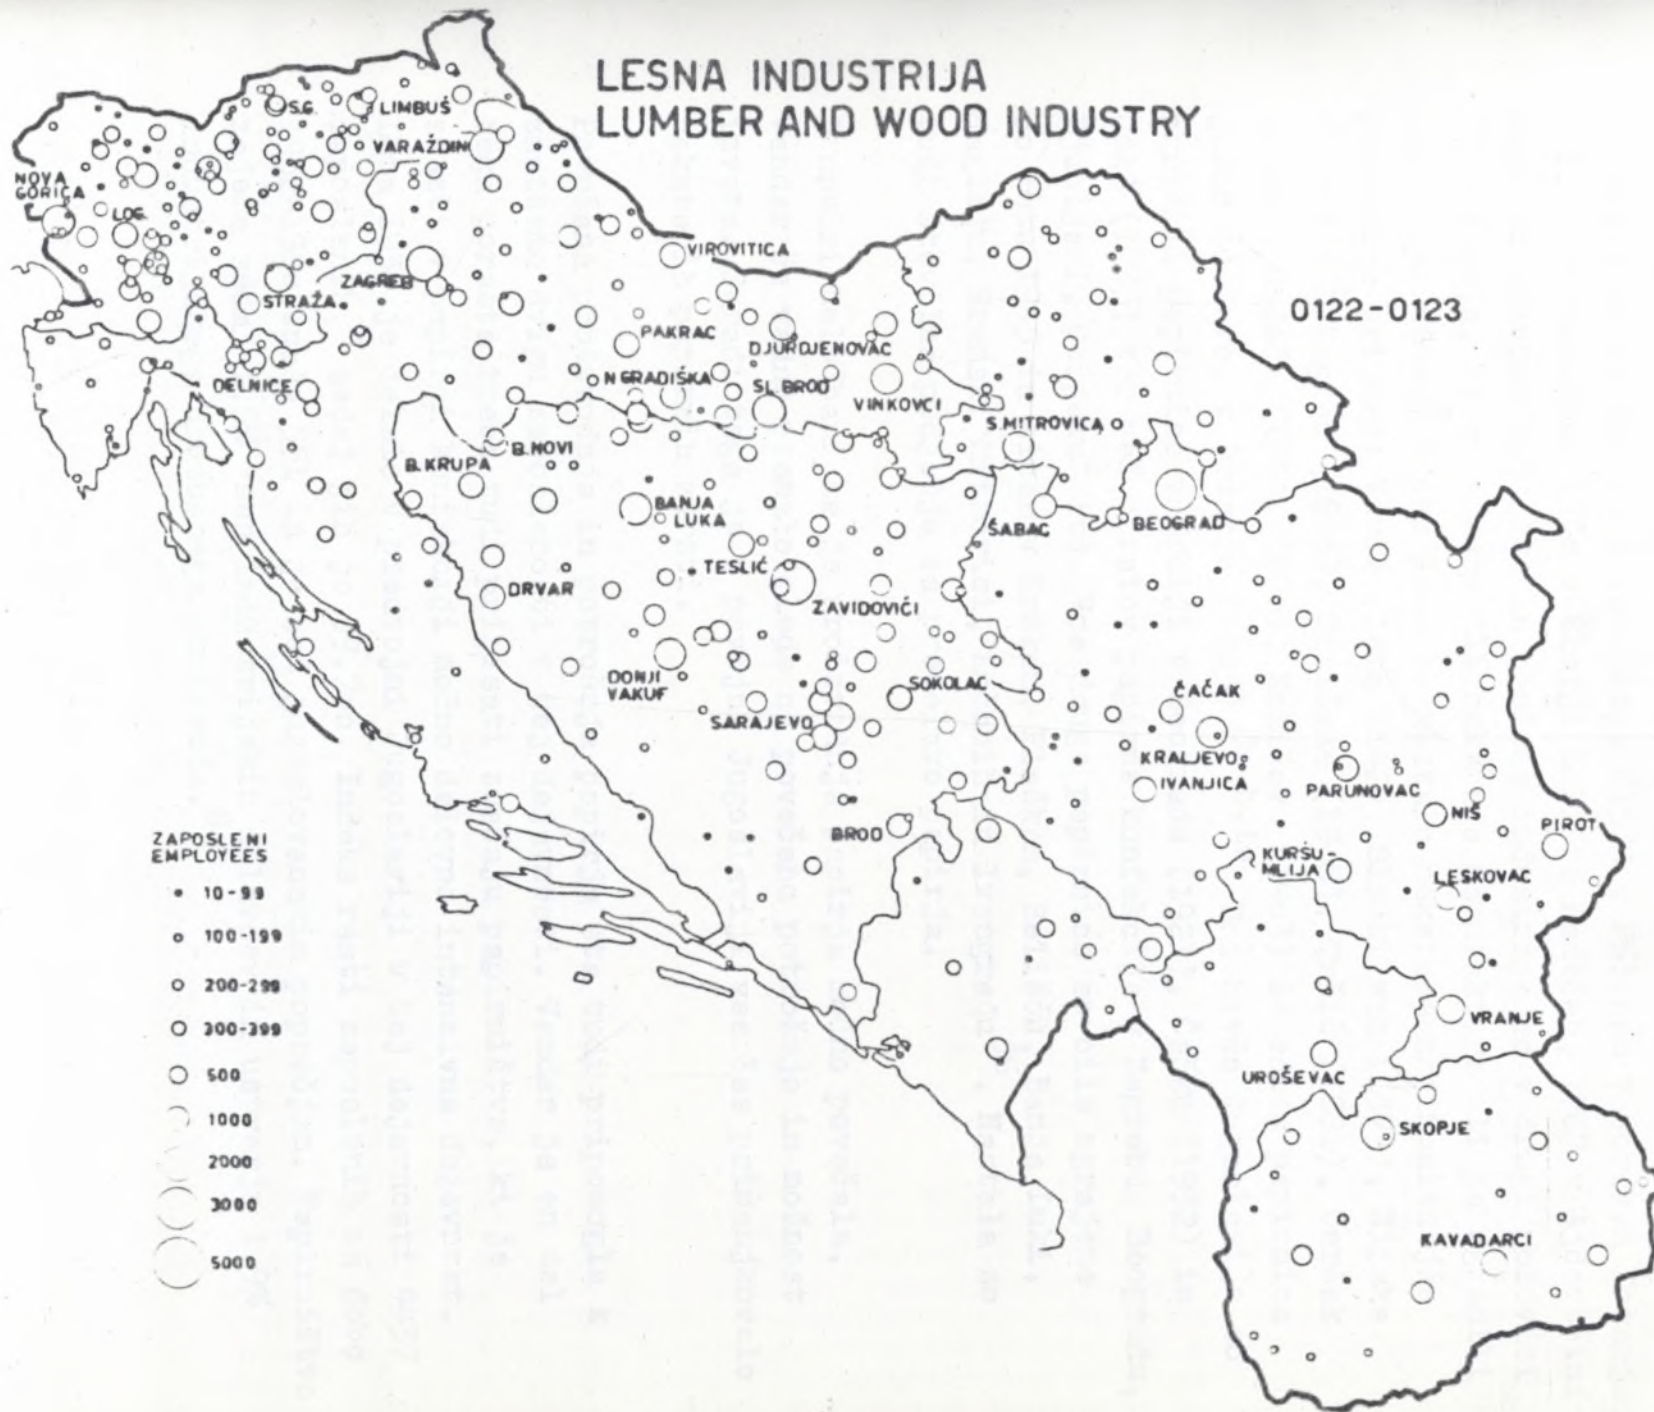 LESNA INDUSTRIJA
LUMBER AND WOOD INDUSTRY
0122-0123
S.G.
LIMBUŠ
VARAŽDIN
NOVA
GORICA
LOG.
STRAŽA
ZAGREB
VIROVITICA
PAKRAC
DJURDJENOVAC
DELNICE
N GRADIŠKA
SL. BROD
VINKOVCI
S.MITROVICA
B. NOVI
B. KRUPA
BANJA
LUKA
ŠABAC
BEOGRAD
TESLIĆ
DRVAR
ZAVIDOVIĆI
DONJI
VAKUF
SOKOLAC
SARAJEVO
ČAČAK
KRALJEVO
IVANJICA
PARUNOVAC
NIŠ
PIROT
BROD
KURŠU-
MLIJA
LESKOVAC
VRANJE
UROŠEVAC
SKOPJE
KAVADARCI
ZAPOSLENI
EMPLOYEES
10-99
100-199
200-299
300-399
500
1000
2000
3000
5000